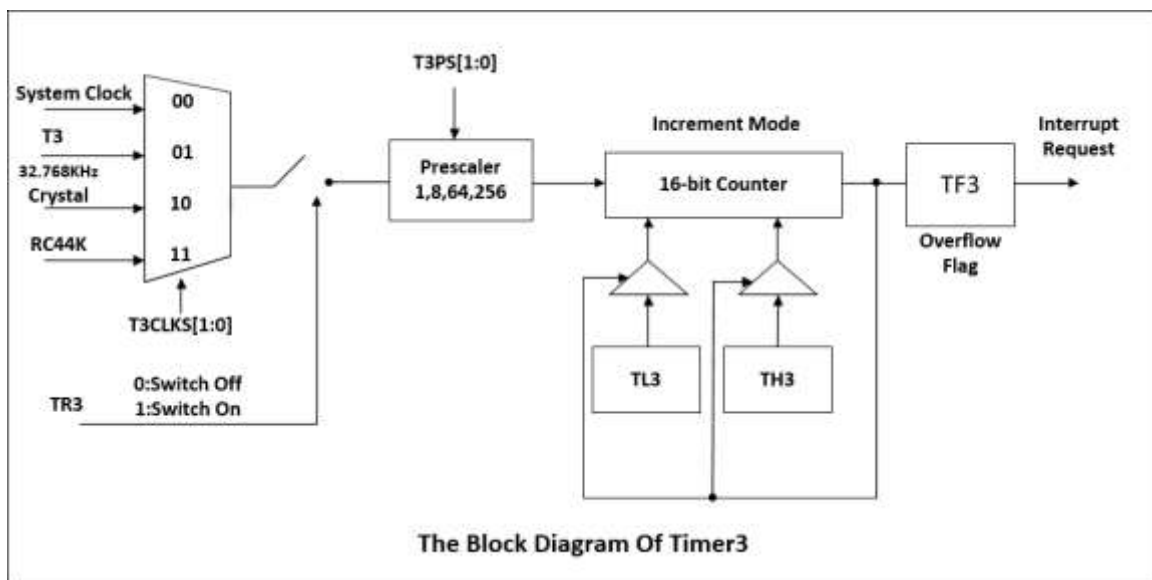 T3PS[1:0]
System Clock
00
T3
01
32.768KHz
Crystal
10
RC44K
11
T3CLKS[1:0]
Prescaler
1,8,64,256
Increment Mode
16-bit Counter
TF3
Overflow
Flag
Interrupt
Request
TL3
TH3
TR3
0:Switch Off
1:Switch On
The Block Diagram Of Timer3